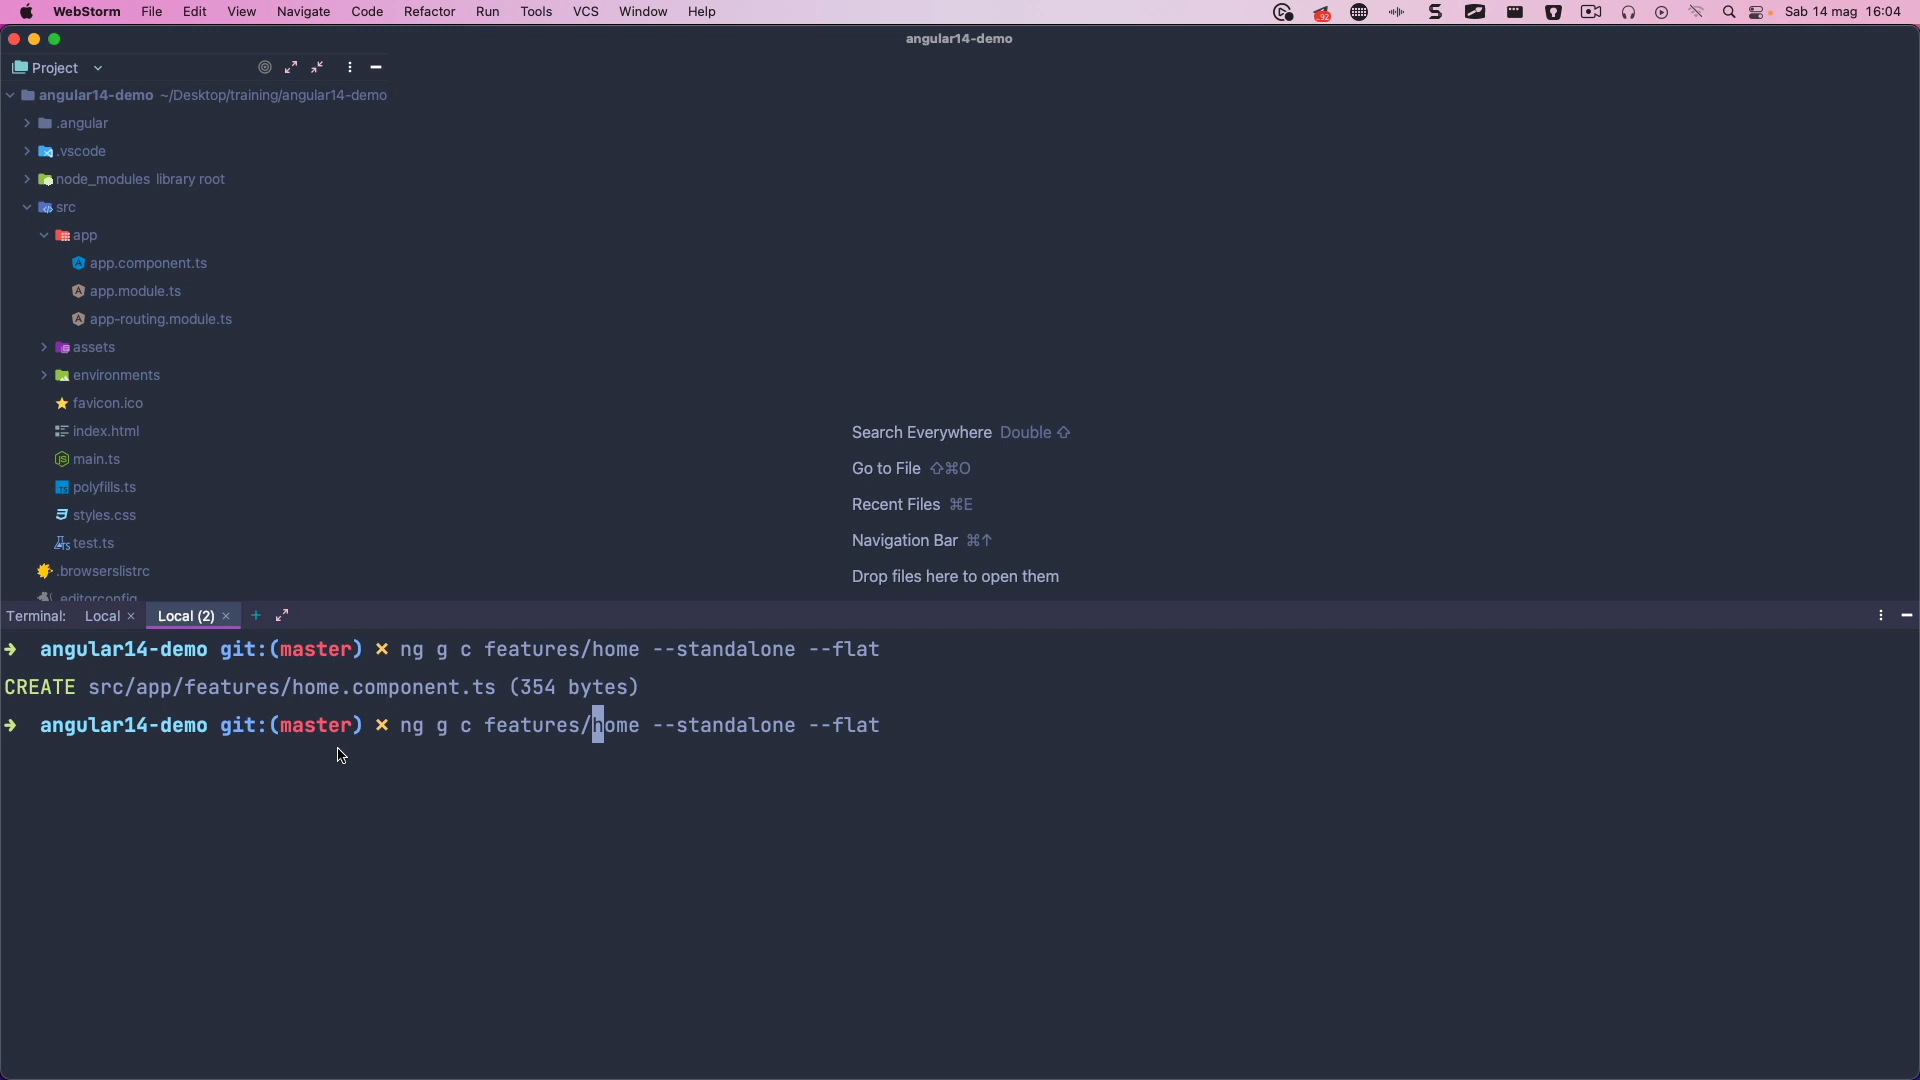 WebStorm File Edit View Navigate Code Refactor Run Tools VCS Window Help Sab 14 mag 16:04
angular14-demo
Project
angular14-demo ~/Desktop/training/angular14-demo
.angular
.vscode
node_modules library root
src
app
app.component.ts
app.module.ts
app-routing.module.ts
assets
environments
favicon.ico
index.html
main.ts
polyfills.ts
styles.css
test.ts
.browserslistrc
.editorconfig
Search Everywhere Double ⇧
Go to File ⇧⌘O
Recent Files ⌘E
Navigation Bar ⌘↑
Drop files here to open them
Terminal: Local × Local (2) × +
➜ angular14-demo git:(master) ✗ ng g c features/home --standalone --flat
CREATE src/app/features/home.component.ts (354 bytes)
➜ angular14-demo git:(master) ✗ ng g c features/home --standalone --flat